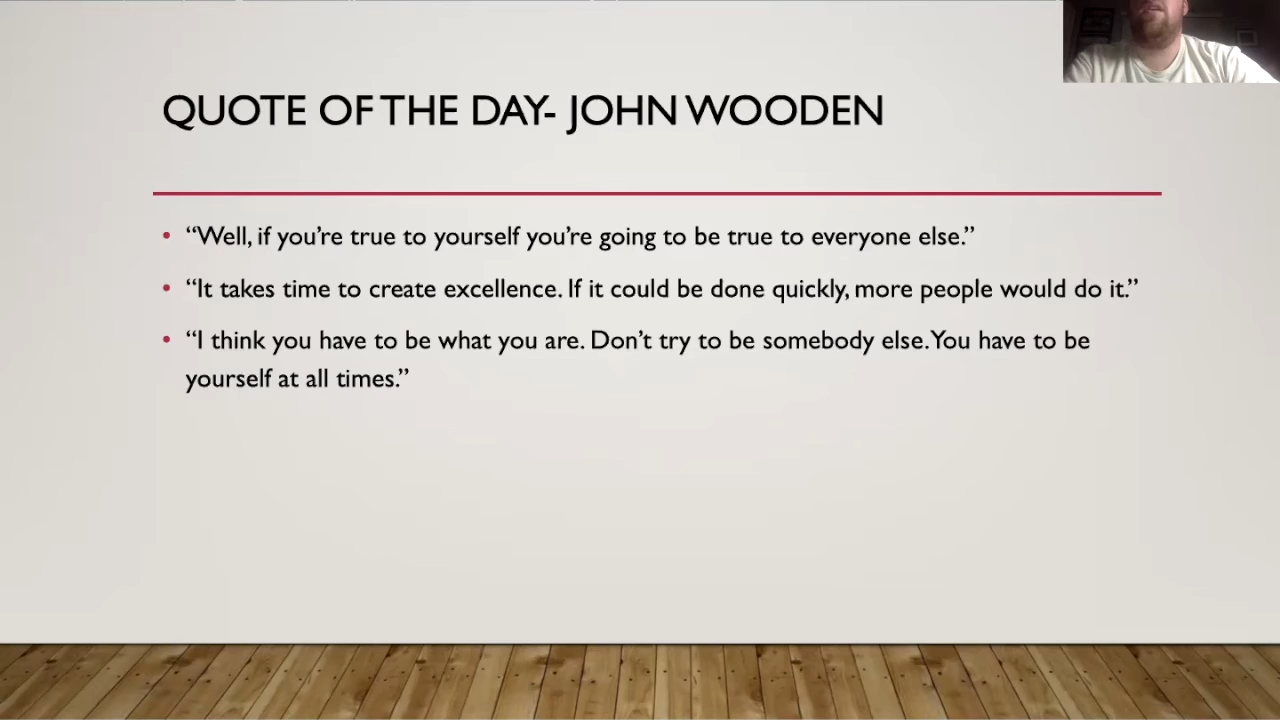 QUOTE OF THE DAY- JOHN WOODEN
• “Well, if you’re true to yourself you’re going to be true to everyone else.”
• “It takes time to create excellence. If it could be done quickly, more people would do it.”
• “I think you have to be what you are. Don’t try to be somebody else. You have to be
yourself at all times.”